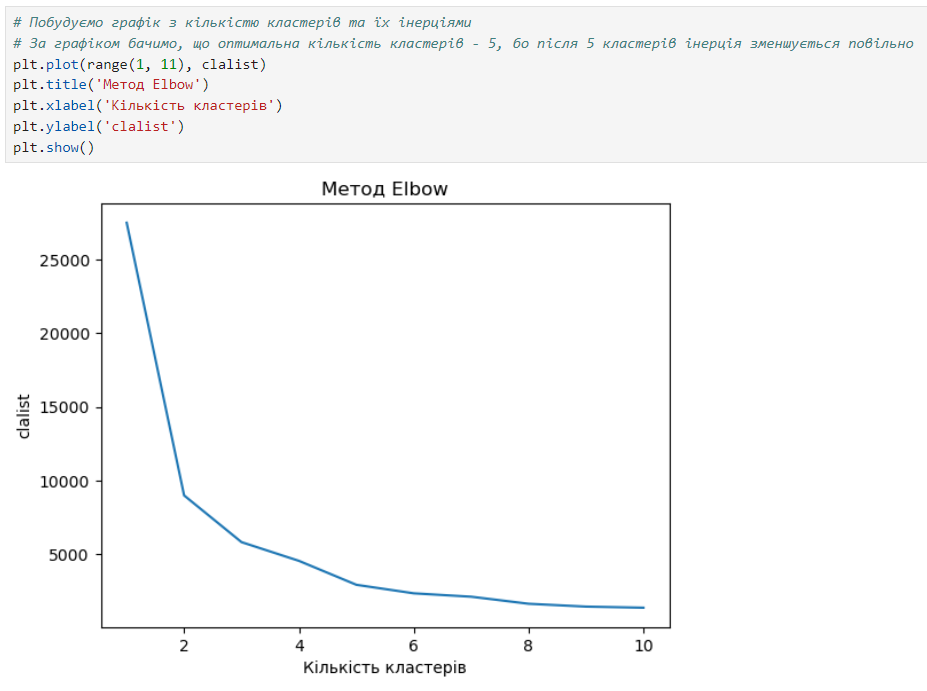 # Побудуємо графік з кількістю кластерів та їх інерціями
# За графіком бачимо, що оптимальна кількість кластерів - 5, бо після 5 кластерів інерція зменшується повільно
plt.plot(range(1, 11), clalist)
plt.title('Метод Elbow')
plt.xlabel('Кількість кластерів')
plt.ylabel('clalist')
plt.show()
Метод Elbow
25000
20000
15000
10000
5000
clalist
2 4 6 8 10
Кількість кластерів